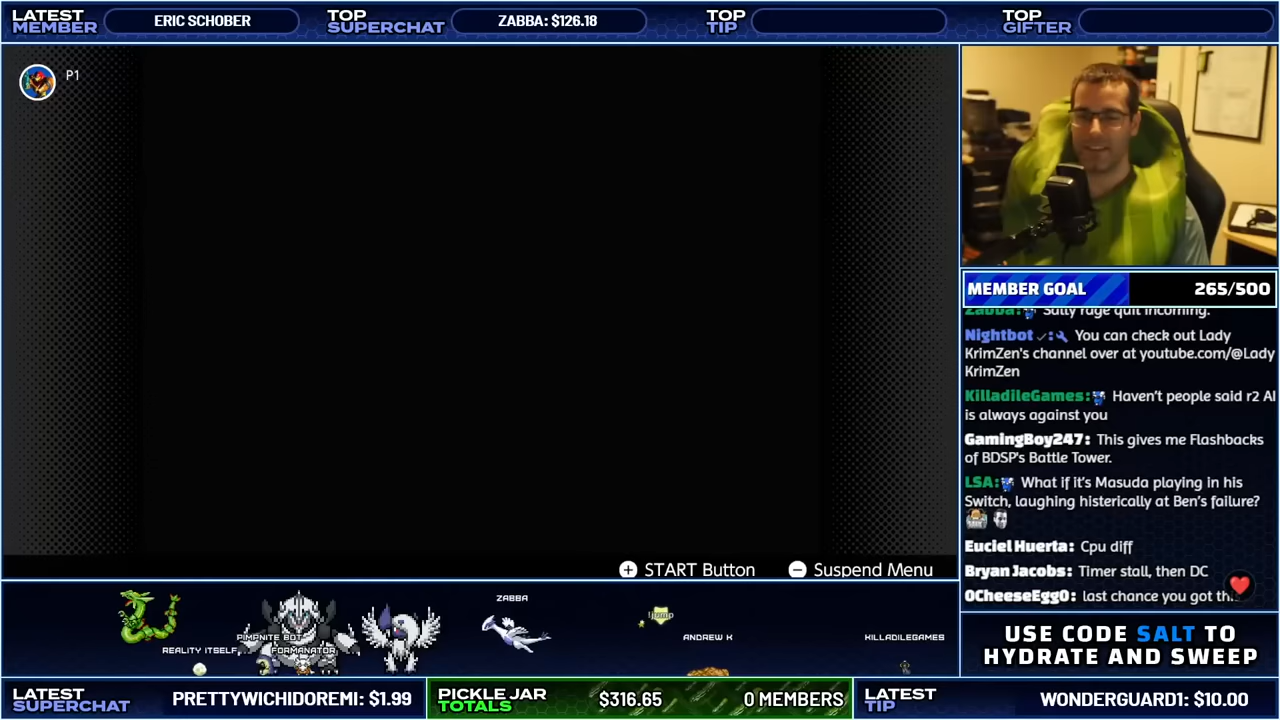 LATEST MEMBER
ERIC SCHOBER
TOP SUPERCHAT
ZABBA: $126.18
TOP TIP
TOP GIFTER
P1
START Button
Suspend Menu
MEMBER GOAL
265/500
Zabba: Salty rage quit incoming.
Nightbot: You can check out Lady
KrimZen's channel over at youtube.com/@Lady
KrimZen
KilladileGames: Haven't people said r2 AI
is always against you
GamingBoy247: This gives me Flashbacks
of BDSP's Battle Tower.
LSA: What if it's Masuda playing in his
Switch, laughing histerically at Ben's failure?
Euciel Huerta: Cpu diff
Bryan Jacobs: Timer stall, then DC
0CheeseEgg0: last chance you got
USE CODE SALT TO
HYDRATE AND SWEEP
ZABBA
PIMPNITE BOT
REALITY ITSELF
FORMANATOR
ANDREW K
KILLADILEGAMES
LATEST SUPERCHAT
PRETTYWICHIDOREMI: $1.99
PICKLE JAR TOTALS
$316.65
0 MEMBERS
LATEST TIP
WONDERGUARD1: $10.00